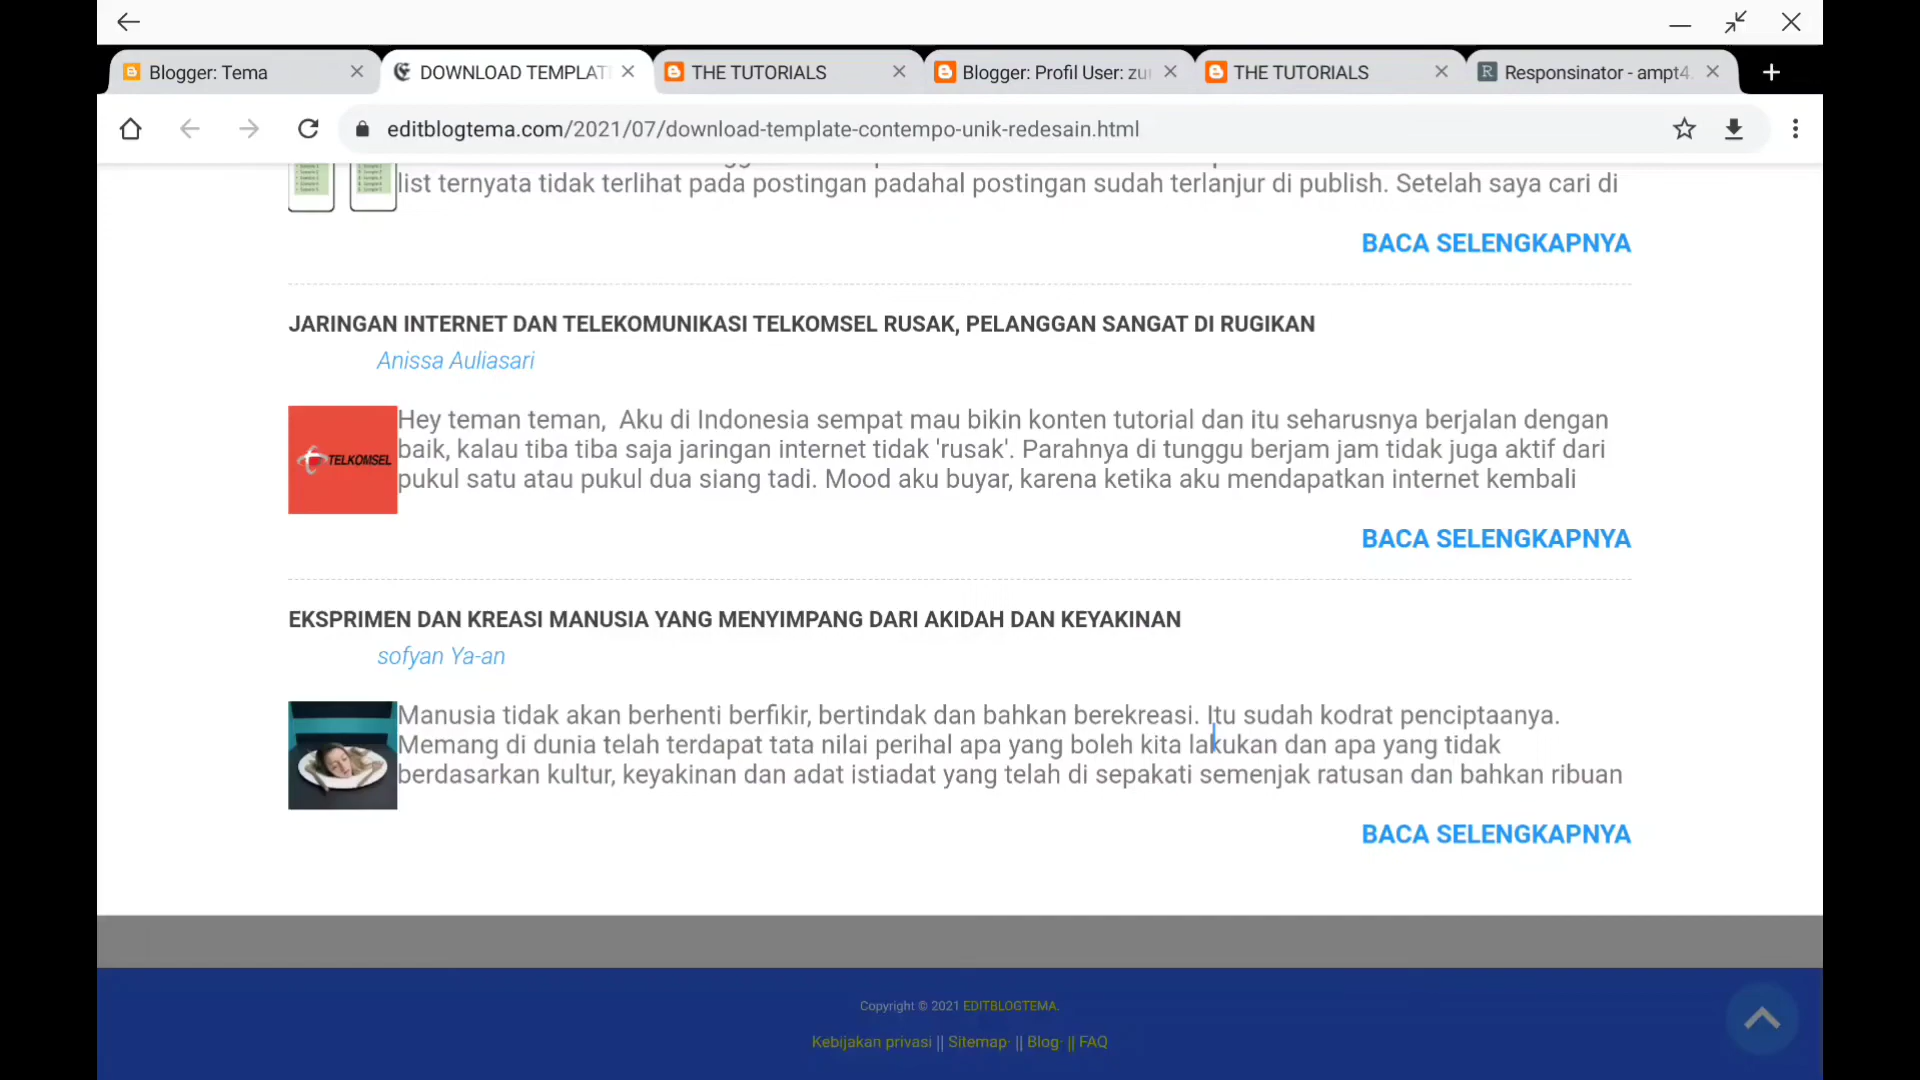 Blogger: Tema
DOWNLOAD TEMPLAT
THE TUTORIALS
Blogger: Profil User: zu
THE TUTORIALS
Responsinator - ampt4.
editblogtema.com/2021/07/download-template-contempo-unik-redesain.html
list ternyata tidak terlihat pada postingan padahal postingan sudah terlanjur di publish. Setelah saya cari di
BACA SELENGKAPNYA
JARINGAN INTERNET DAN TELEKOMUNIKASI TELKOMSEL RUSAK, PELANGGAN SANGAT DI RUGIKAN
Anissa Auliasari
TELKOMSEL
Hey teman teman,  Aku di Indonesia sempat mau bikin konten tutorial dan itu seharusnya berjalan dengan
baik, kalau tiba tiba saja jaringan internet tidak 'rusak'. Parahnya di tunggu berjam jam tidak juga aktif dari
pukul satu atau pukul dua siang tadi. Mood aku buyar, karena ketika aku mendapatkan internet kembali
BACA SELENGKAPNYA
EKSPRIMEN DAN KREASI MANUSIA YANG MENYIMPANG DARI AKIDAH DAN KEYAKINAN
sofyan Ya-an
Manusia tidak akan berhenti berfikir, bertindak dan bahkan berekreasi. Itu sudah kodrat penciptaanya.
Memang di dunia telah terdapat tata nilai perihal apa yang boleh kita lakukan dan apa yang tidak
berdasarkan kultur, keyakinan dan adat istiadat yang telah di sepakati semenjak ratusan dan bahkan ribuan
BACA SELENGKAPNYA
Copyright © 2021 EDITBLOGTEMA.
Kebijakan privasi || Sitemap· || Blog· || FAQ